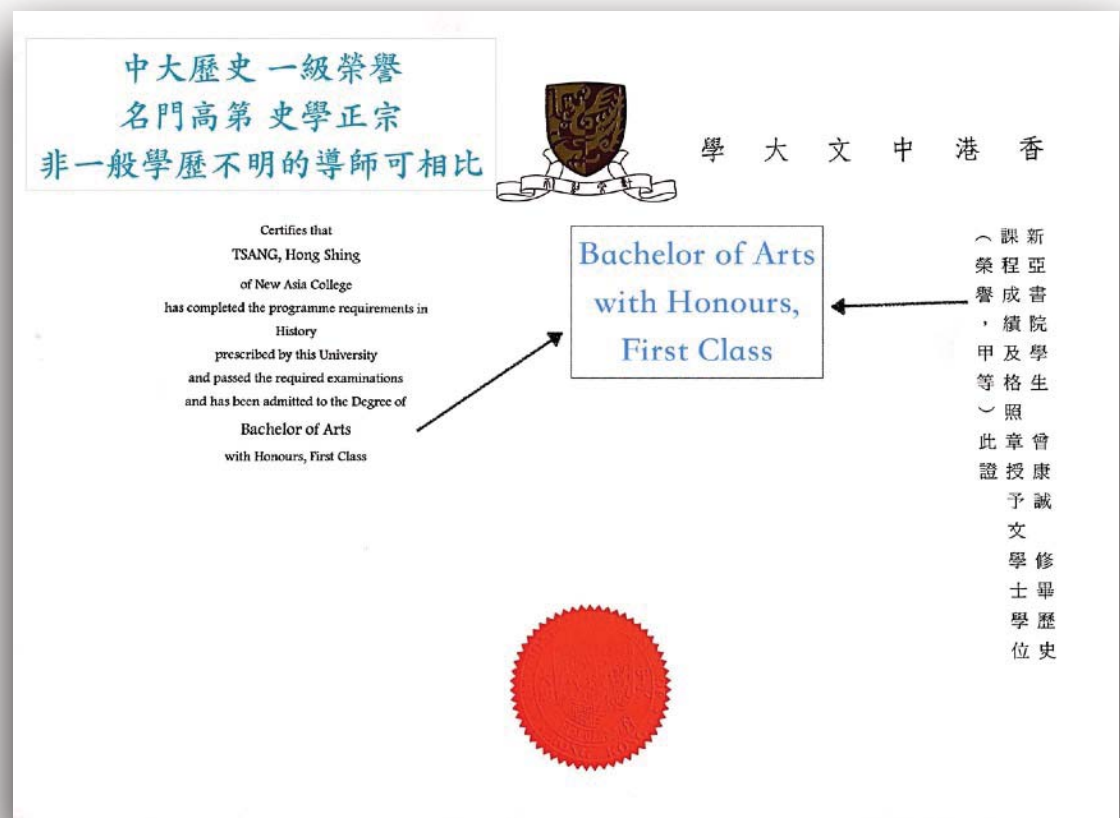 中大歷史 一級榮譽
名門高第 史學正宗
非一般學歷不明的導師可相比
香港中文大學
Certifies that
TSANG, Hong Shing
of New Asia College
has completed the programme requirements in
History
prescribed by this University
and passed the required examinations
and has been admitted to the Degree of
Bachelor of Arts
with Honours, First Class
Bachelor of Arts
with Honours,
First Class
新亞書院學生 曾康誠 修畢歷史
課程成績及格照章授予文學士學位
（榮譽，甲等）此證